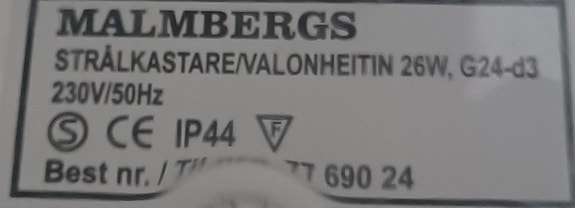 MALMBERGS
STRÅLKASTARE/VALONHEITIN 26W, G24-d3
230V/50Hz
S CE IP44 F
Best nr. / 690 24